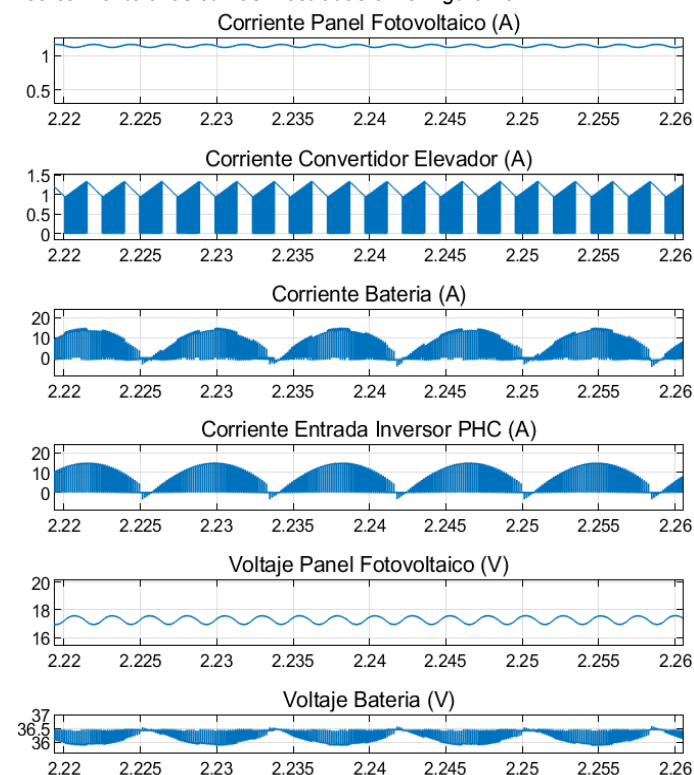 Corriente Panel Fotovoltaico (A)
1
0.5
2.22 2.225 2.23 2.235 2.24 2.245 2.25 2.255 2.26
Corriente Convertidor Elevador (A)
1.5
1
0.5
0
2.22 2.225 2.23 2.235 2.24 2.245 2.25 2.255 2.26
Corriente Bateria (A)
20
10
0
2.22 2.225 2.23 2.235 2.24 2.245 2.25 2.255 2.26
Corriente Entrada Inversor PHC (A)
20
10
0
2.22 2.225 2.23 2.235 2.24 2.245 2.25 2.255 2.26
Voltaje Panel Fotovoltaico (V)
20
18
16
2.22 2.225 2.23 2.235 2.24 2.245 2.25 2.255 2.26
Voltaje Bateria (V)
37
36.5
36
2.22 2.225 2.23 2.235 2.24 2.245 2.25 2.255 2.26